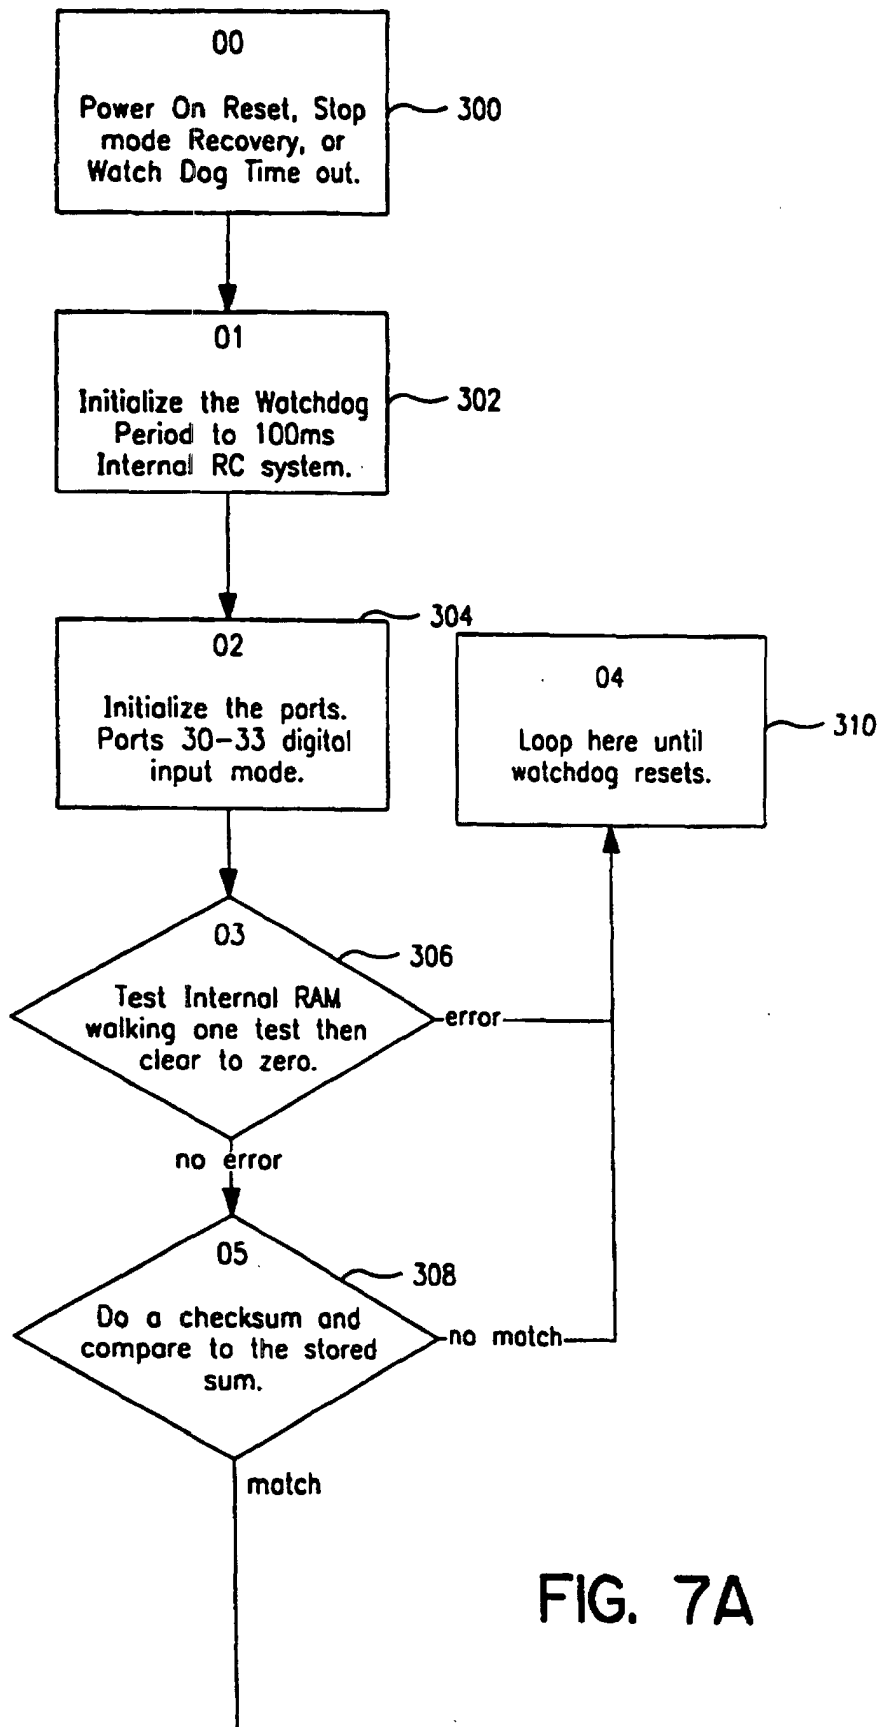 00
Power On Reset, Stop
mode Recovery, or
Watch Dog Time out.
300
01
Initialize the Watchdog
Period to 100ms
Internal RC system.
302
304
02
Initialize the ports.
Ports 30-33 digital
input mode.
04
Loop here until
watchdog resets.
310
03
Test Internal RAM
walking one test then
clear to zero.
306
error
no error
05
Do a checksum and
compare to the stored
sum.
308
no match
match
FIG. 7A